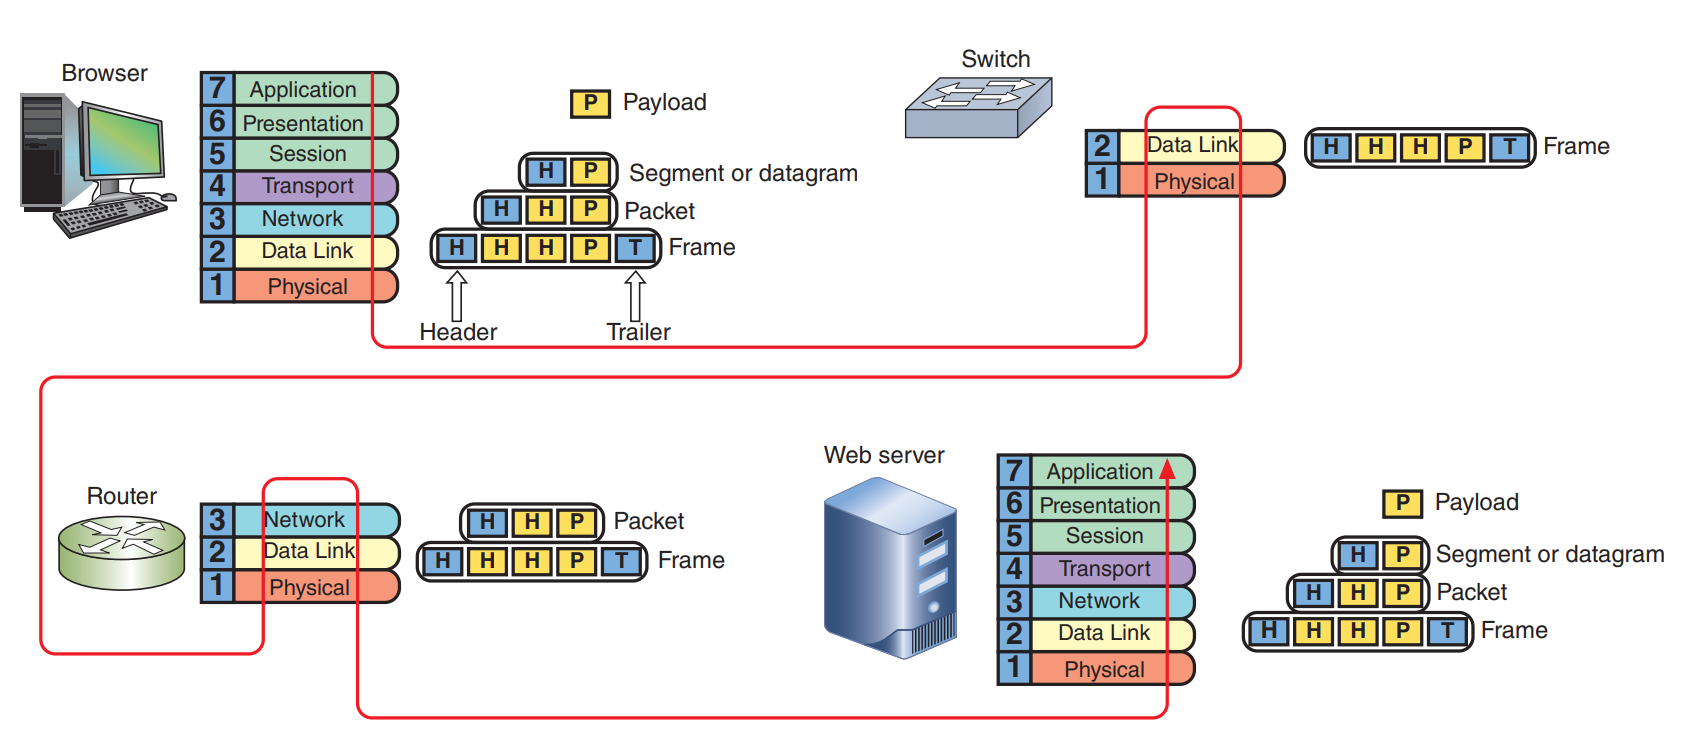 Browser
7 Application
6 Presentation
5 Session
4 Transport
3 Network
2 Data Link
1 Physical
P Payload
H P Segment or datagram
H H P Packet
H H H P T Frame
Header
Trailer
Switch
2 Data Link
1 Physical
H H H P T Frame
Router
3 Network
2 Data Link
1 Physical
H H P Packet
H H H P T Frame
Web server
7 Application
6 Presentation
5 Session
4 Transport
3 Network
2 Data Link
1 Physical
P Payload
H P Segment or datagram
H H P Packet
H H H P T Frame